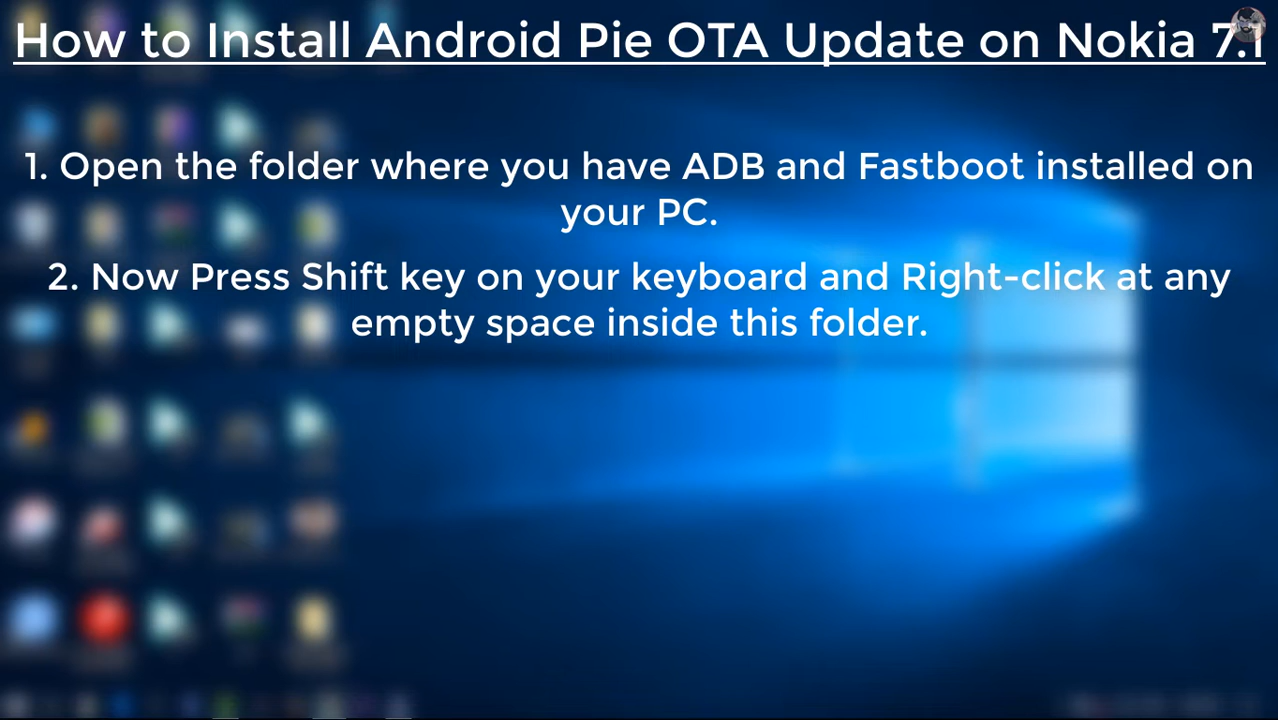 How to Install Android Pie OTA Update on Nokia 7.1
1. Open the folder where you have ADB and Fastboot installed on
your PC.
2. Now Press Shift key on your keyboard and Right-click at any
empty space inside this folder.